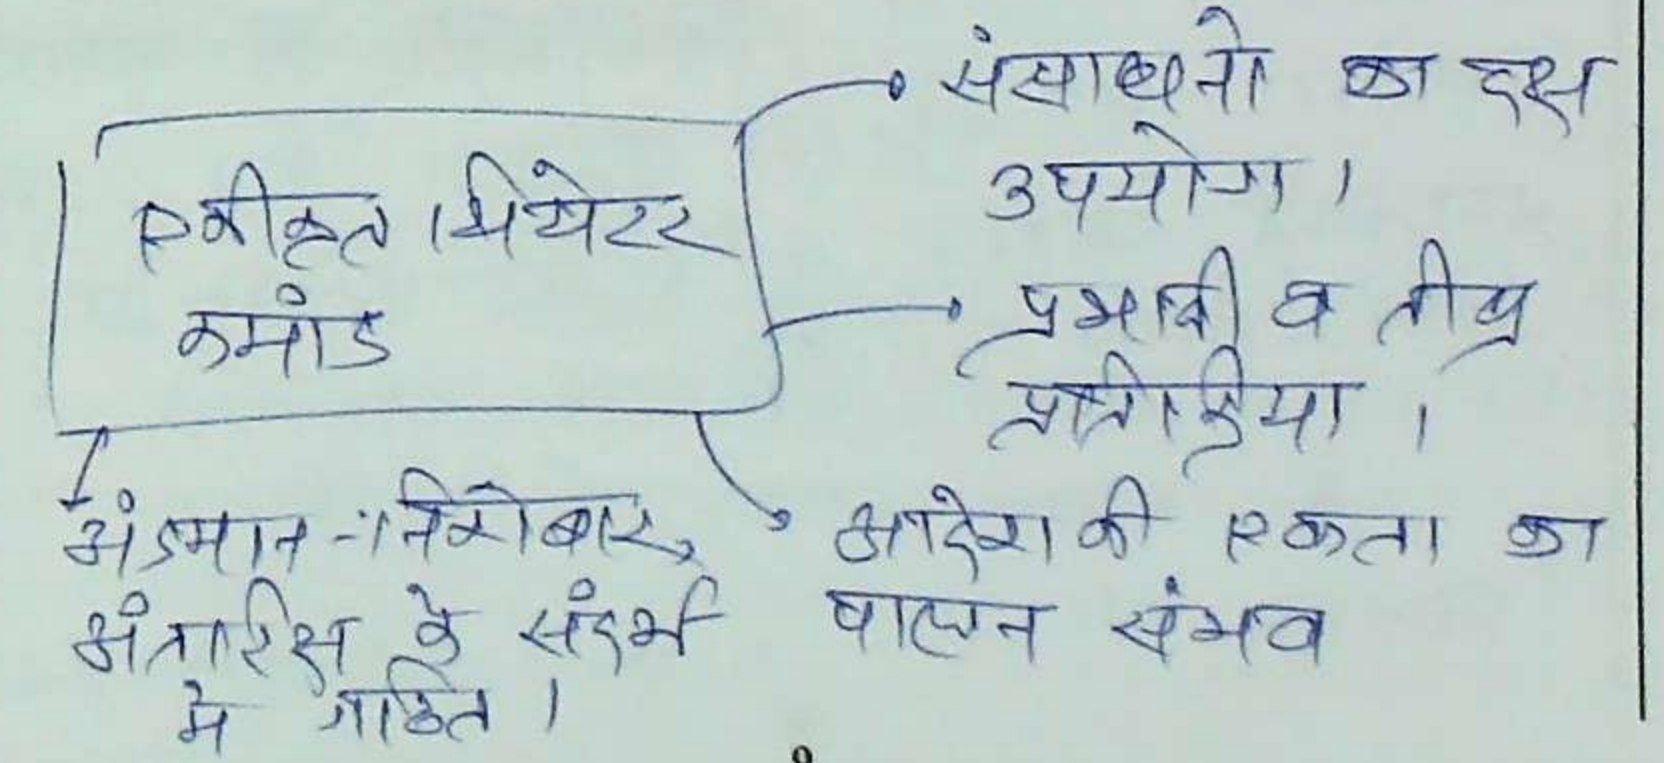 एकीकृत थियेटर
कमांड
संसाधनो का दक्ष
उपयोग।
प्रभावी व तीव्र
प्रतिक्रिया।
आदेश की एकता का
पालन संभव
अंडमान-निकोबार,
अंतरिक्ष के संदर्भ
मे गठित।